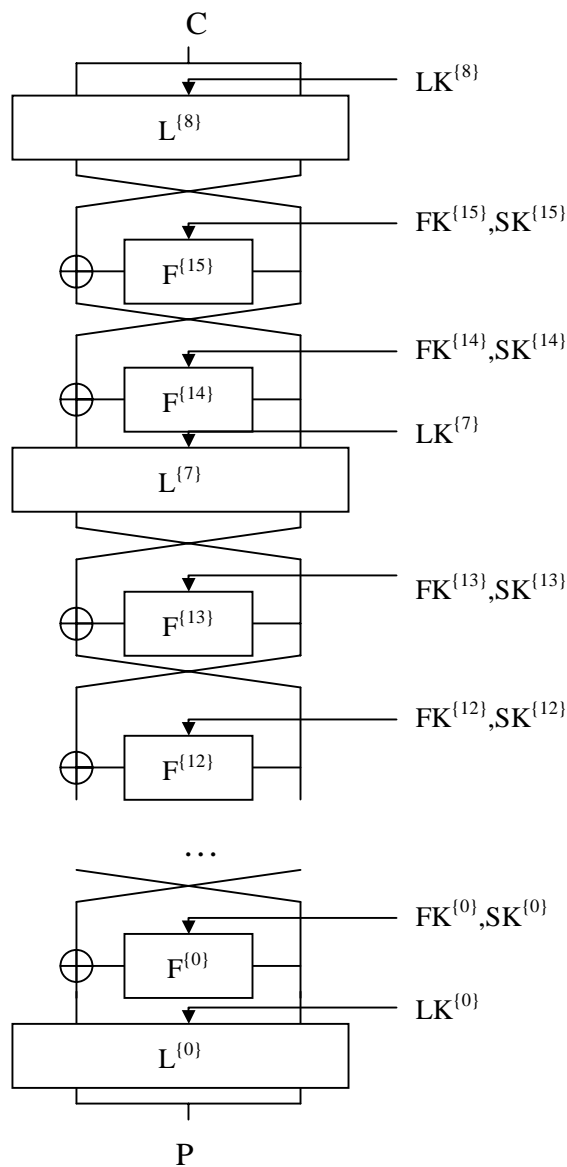 C
LK^{8}
L^{8}
FK^{15},SK^{15}
F^{15}
FK^{14},SK^{14}
F^{14}
LK^{7}
L^{7}
FK^{13},SK^{13}
F^{13}
FK^{12},SK^{12}
F^{12}
...
FK^{0},SK^{0}
F^{0}
LK^{0}
L^{0}
P